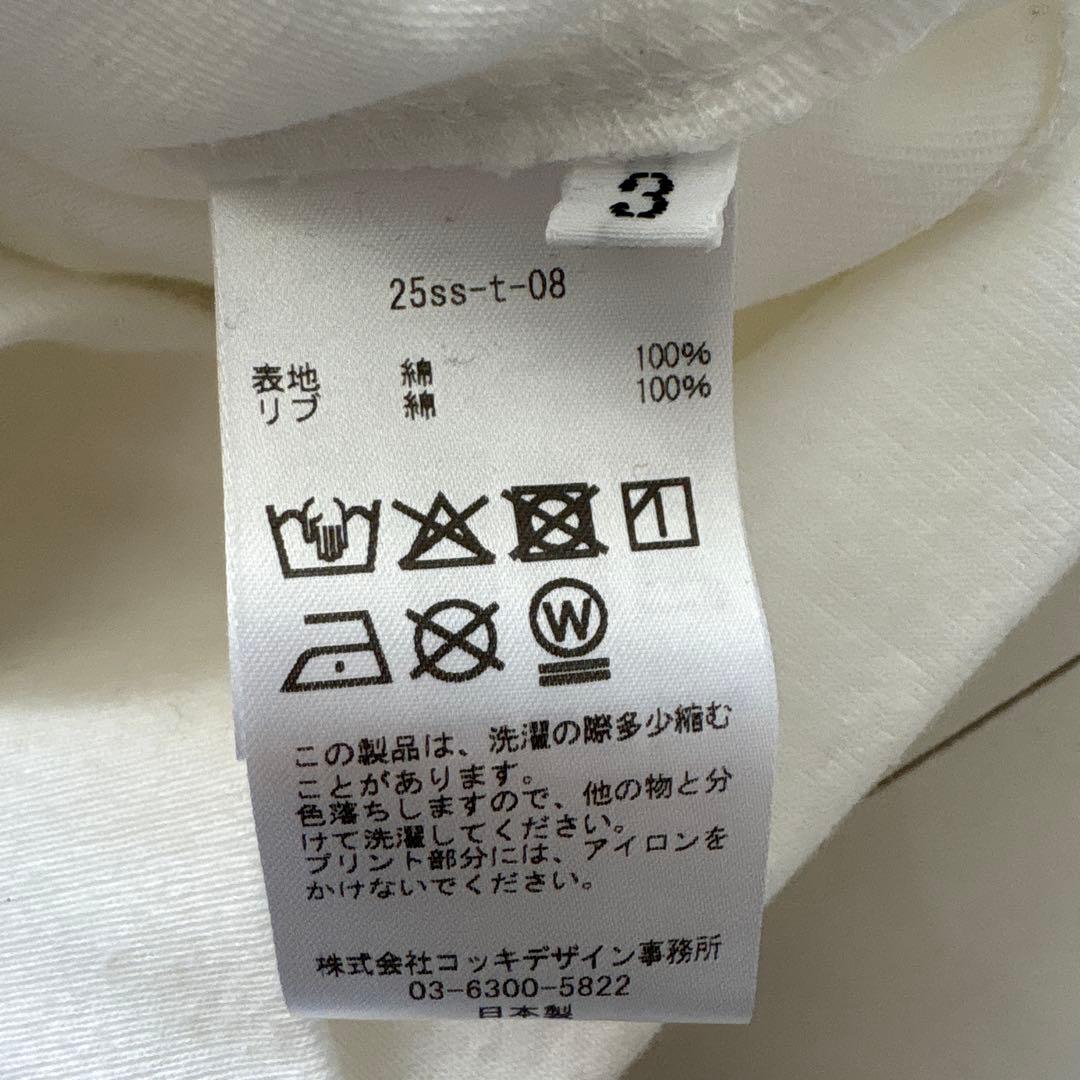 3
25ss-t-08
表地 綿 100%
リブ 綿 100%
W
この製品は、洗濯の際多少縮む
ことがあります。
色落ちしますので、他の物と分
けて洗濯してください。
プリント部分には、アイロンを
かけないでください。
株式会社コッキデザイン事務所
03-6300-5822
日本製